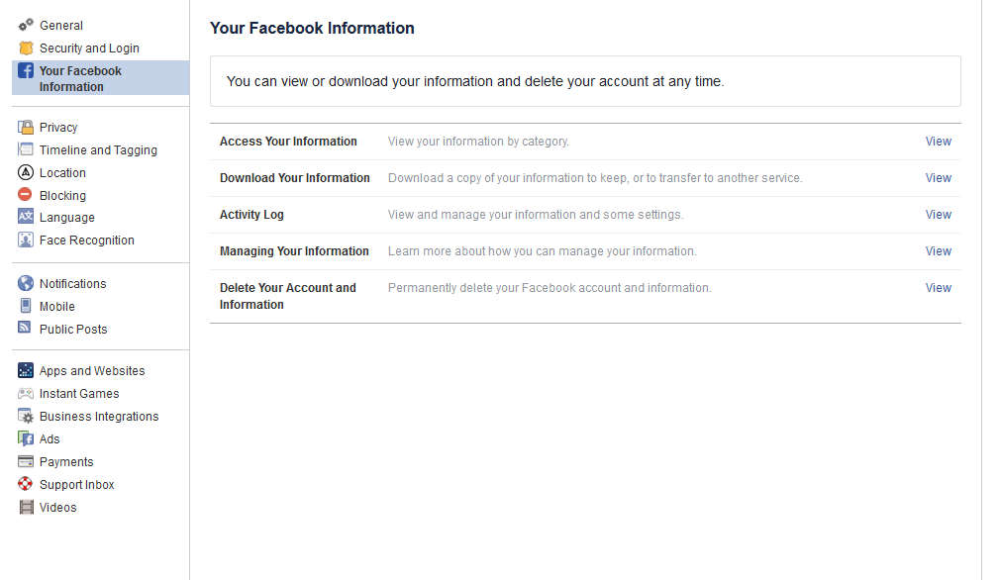 General
Security and Login
Your Facebook
Information
Privacy
Timeline and Tagging
Location
Blocking
Language
Face Recognition
Notifications
Mobile
Public Posts
Apps and Websites
Instant Games
Business Integrations
Ads
Payments
Support Inbox
Videos
Your Facebook Information
You can view or download your information and delete your account at any time.
Access Your Information View your information by category. View
Download Your Information Download a copy of your information to keep, or to transfer to another service. View
Activity Log View and manage your information and some settings. View
Managing Your Information Learn more about how you can manage your information. View
Delete Your Account and Permanently delete your Facebook account and information. View
Information